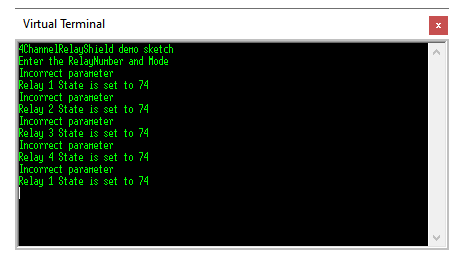 Virtual Terminal
x
4ChannelRelayShield demo sketch
Enter the RelayNumber and Mode
Incorrect parameter
Relay 1 State is set to 74
Incorrect parameter
Relay 2 State is set to 74
Incorrect parameter
Relay 3 State is set to 74
Incorrect parameter
Relay 4 State is set to 74
Incorrect parameter
Relay 1 State is set to 74